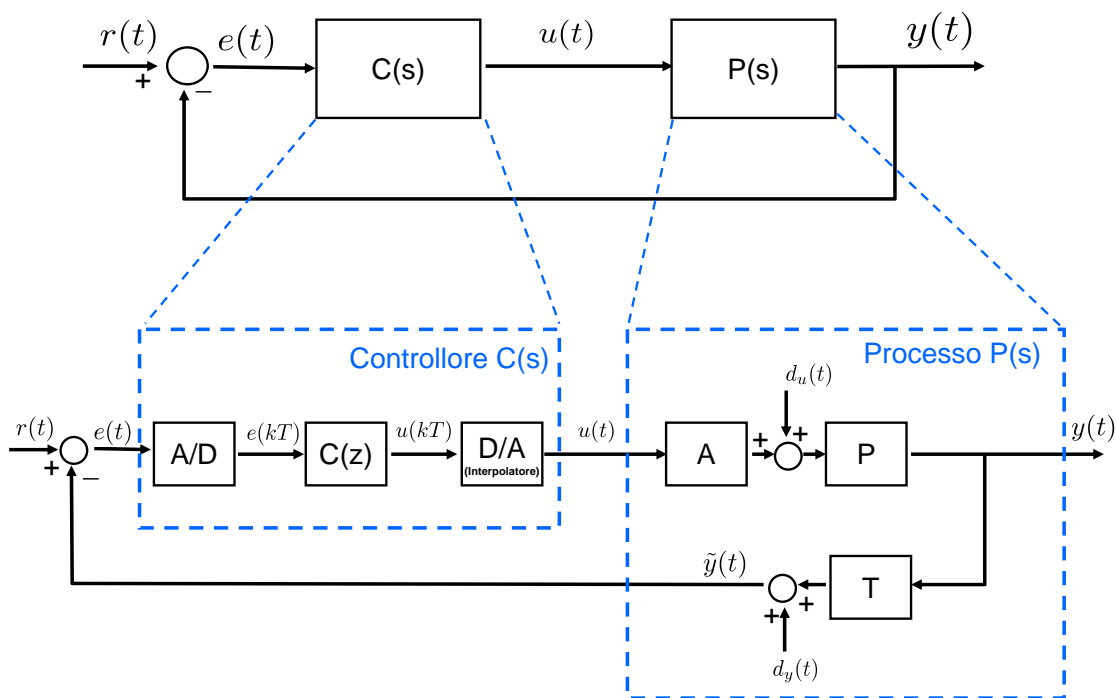 r(t)
e(t)
C(s)
u(t)
P(s)
y(t)
+
−
Controllore C(s)
Processo P(s)
r(t)
e(t)
A/D
e(kT)
C(z)
u(kT)
D/A
(Interpolatore)
u(t)
A
d_u(t)
P
y(t)
+
−
+
+
ỹ(t)
T
+
+
d_y(t)